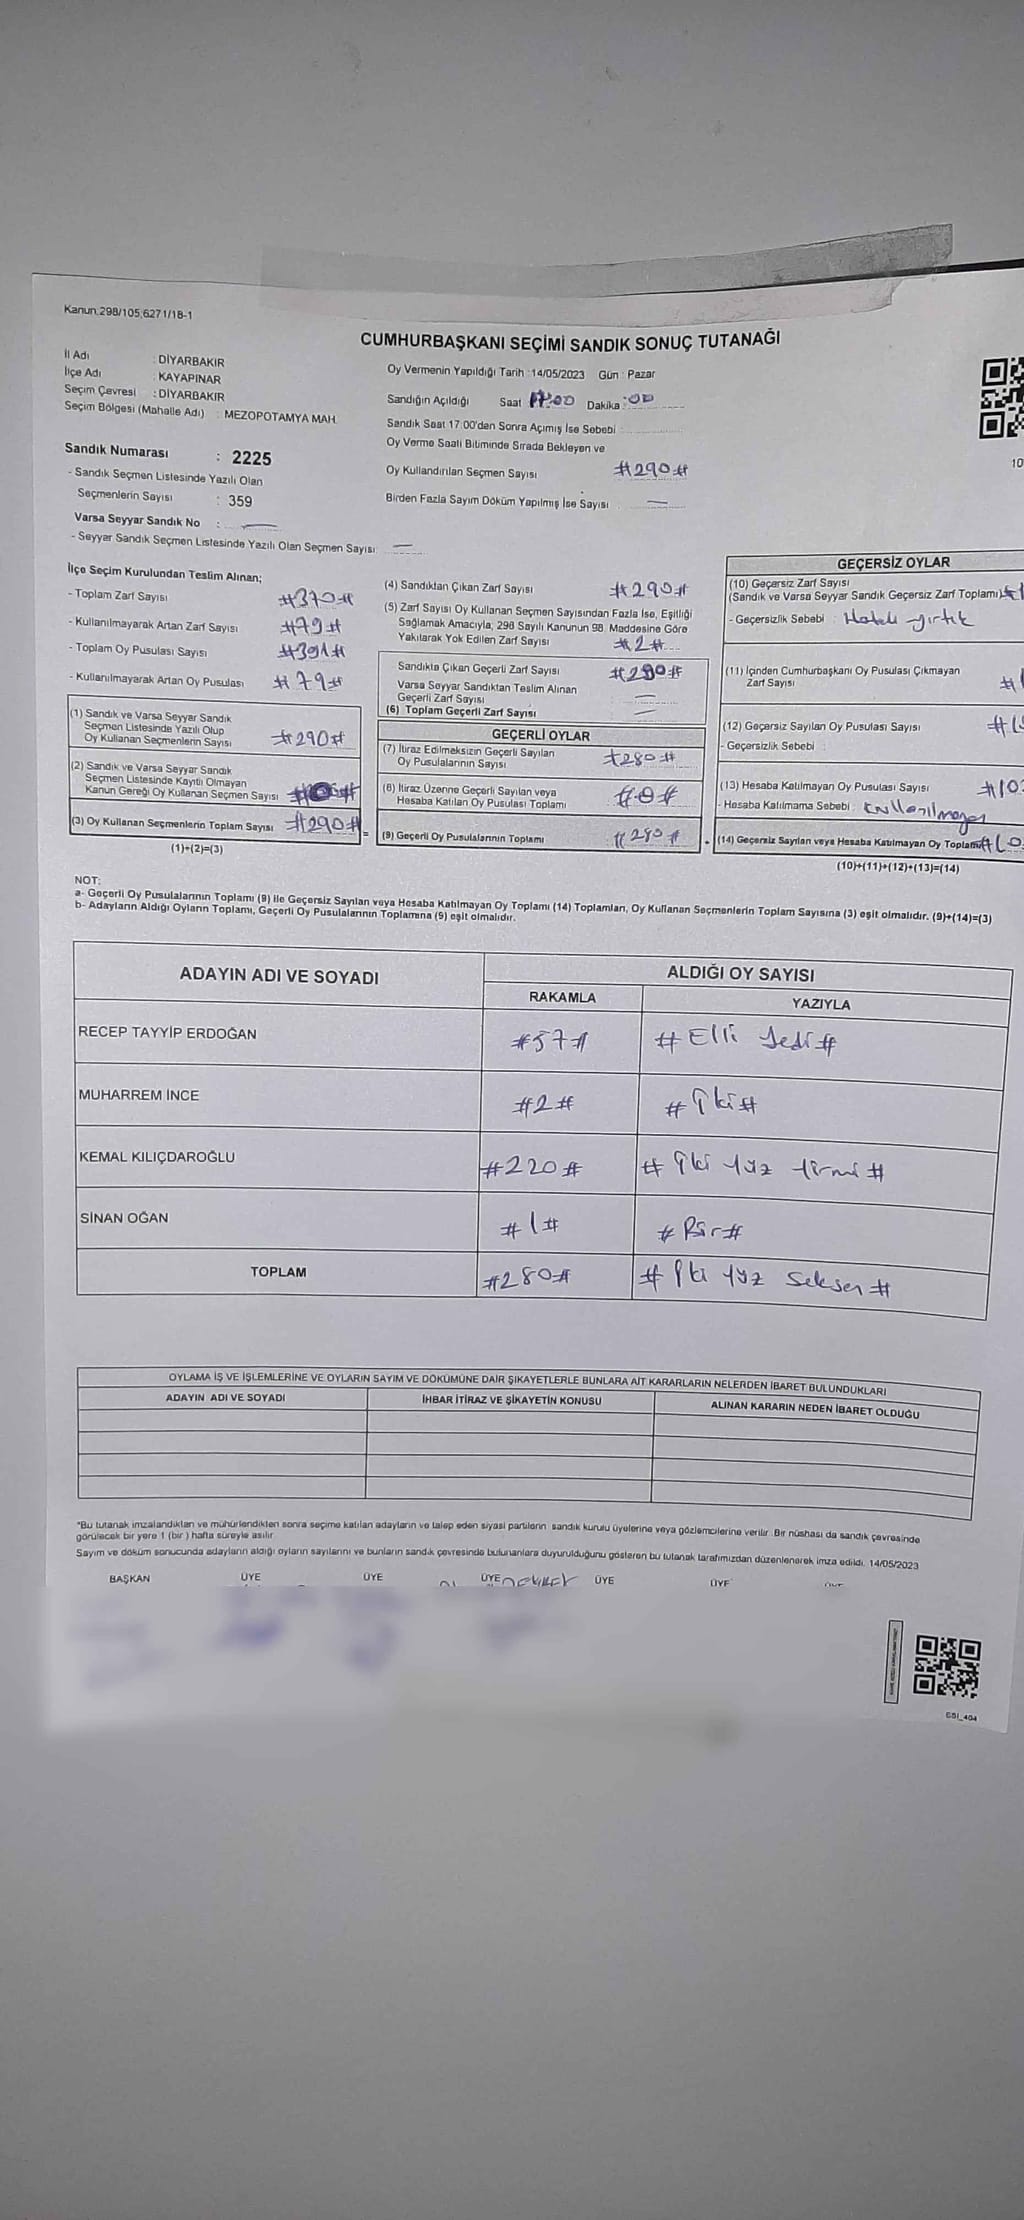 Kanun;298/105;6271/18-1
CUMHURBAŞKANI SEÇİMİ SANDIK SONUÇ TUTANAĞI
İl Adı : DİYARBAKIR
İlçe Adı : KAYAPINAR
Seçim Çevresi : DİYARBAKIR
Seçim Bölgesi (Mahalle Adı) : MEZOPOTAMYA MAH.
Sandık Numarası : 2225
- Sandık Seçmen Listesinde Yazılı Olan
Seçmenlerin Sayısı : 359
Varsa Seyyar Sandık No : —
- Seyyar Sandık Seçmen Listesinde Yazılı Olan Seçmen Sayısı —
Oy Vermenin Yapıldığı Tarih : 14/05/2023 Gün : Pazar
Sandığın Açıldığı Saat 17:00 Dakika : 00
Sandık Saat 17:00'den Sonra Açımış İse Sebebi :
Oy Verme Saati Bitiminde Sırada Bekleyen ve
Oy Kullandırılan Seçmen Sayısı #290#
Birden Fazla Sayım Döküm Yapılmış İse Sayısı : —
10
İlçe Seçim Kurulundan Teslim Alınan;
- Toplam Zarf Sayısı #370#
- Kullanılmayarak Artan Zarf Sayısı #79#
- Toplam Oy Pusulası Sayısı #391#
- Kullanılmayarak Artan Oy Pusulası #79#
(1) Sandık ve Varsa Seyyar Sandık
Seçmen Listesinde Yazılı Olup
Oy Kullanan Seçmenlerin Sayısı #290#
(2) Sandık ve Varsa Seyyar Sandık
Seçmen Listesinde Kayıtlı Olmayan
Kanun Gereği Oy Kullanan Seçmen Sayısı
(3) Oy Kullanan Seçmenlerin Toplam Sayısı #290# =
(1)+(2)=(3)
(4) Sandıktan Çıkan Zarf Sayısı #290#
(5) Zarf Sayısı Oy Kullanan Seçmen Sayısından Fazla İse, Eşitliği
Sağlamak Amacıyla, 298 Sayılı Kanunun 98. Maddesine Göre
Yakılarak Yok Edilen Zarf Sayısı #2#
Sandıkta Çıkan Geçerli Zarf Sayısı #290#
Varsa Seyyar Sandıktan Teslim Alınan
Geçerli Zarf Sayısı —
(6) Toplam Geçerli Zarf Sayısı —
GEÇERLİ OYLAR
(7) İtiraz Edilmeksizin Geçerli Sayılan
Oy Pusulalarının Sayısı #280#
(8) İtiraz Üzerine Geçerli Sayılan veya
Hesaba Katılan Oy Pusulası Toplamı #0#
(9) Geçerli Oy Pusulalarının Toplamı #280# +
GEÇERSİZ OYLAR
(10) Geçersiz Zarf Sayısı
(Sandık ve Varsa Seyyar Sandık Geçersiz Zarf Toplamı)
- Geçersizlik Sebebi : Hatalı yırtık
(11) İçinden Cumhurbaşkanı Oy Pusulası Çıkmayan
Zarf Sayısı
(12) Geçersiz Sayılan Oy Pusulası Sayısı
- Geçersizlik Sebebi :
(13) Hesaba Katılmayan Oy Pusulası Sayısı #10
- Hesaba Katılmama Sebebi :
(14) Geçersiz Sayılan veya Hesaba Katılmayan Oy Toplamı #10
(10)+(11)+(12)+(13)=(14)
NOT:
a- Geçerli Oy Pusulalarının Toplamı (9) ile Geçersiz Sayılan veya Hesaba Katılmayan Oy Toplamı (14) Toplamları, Oy Kullanan Seçmenlerin Toplam Sayısına (3) eşit olmalıdır. (9)+(14)=(3)
b- Adayların Aldığı Oyların Toplamı, Geçerli Oy Pusulalarının Toplamına (9) eşit olmalıdır.
ADAYIN ADI VE SOYADI ALDIĞI OY SAYISI
RAKAMLA YAZIYLA
RECEP TAYYİP ERDOĞAN #57# #Elli yedi#
MUHARREM İNCE #2# #İki#
KEMAL KILIÇDAROĞLU #220# #İki yüz yirmi#
SİNAN OĞAN #1# #Bir#
TOPLAM #280# #İki yüz seksen#
OYLAMA İŞ VE İŞLEMLERİNE VE OYLARIN SAYIM VE DÖKÜMÜNE DAİR ŞİKAYETLERLE BUNLARA AİT KARARLARIN NELERDEN İBARET BULUNDUKLARI
ADAYIN ADI VE SOYADI İHBAR İTİRAZ VE ŞİKAYETİN KONUSU ALINAN KARARIN NEDEN İBARET OLDUĞU
*Bu tutanak imzalandıktan ve mühürlendikten sonra seçime katılan adayların ve talep eden siyasi partilerin sandık kurulu üyelerine veya gözlemcilerine verilir. Bir nüshası da sandık çevresinde
görülecek bir yere 1 (bir) hafta süreyle asılır.
Sayım ve döküm sonucunda adayların aldığı oyların sayılarını ve bunların sandık çevresinde bulunanlara duyurulduğunu gösteren bu tutanak tarafımızdan düzenlenerek imza edildi. 14/05/2023
BAŞKAN ÜYE ÜYE ÜYE ÜYE ÜYE